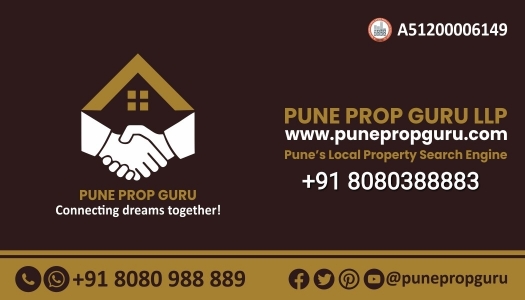 A51200006149
PUNE PROP GURU LLP
www.punepropguru.com
Pune's Local Property Search Engine
+91 8080388883
PUNE PROP GURU
Connecting dreams together!
+91 8080 988 889
@punepropguru